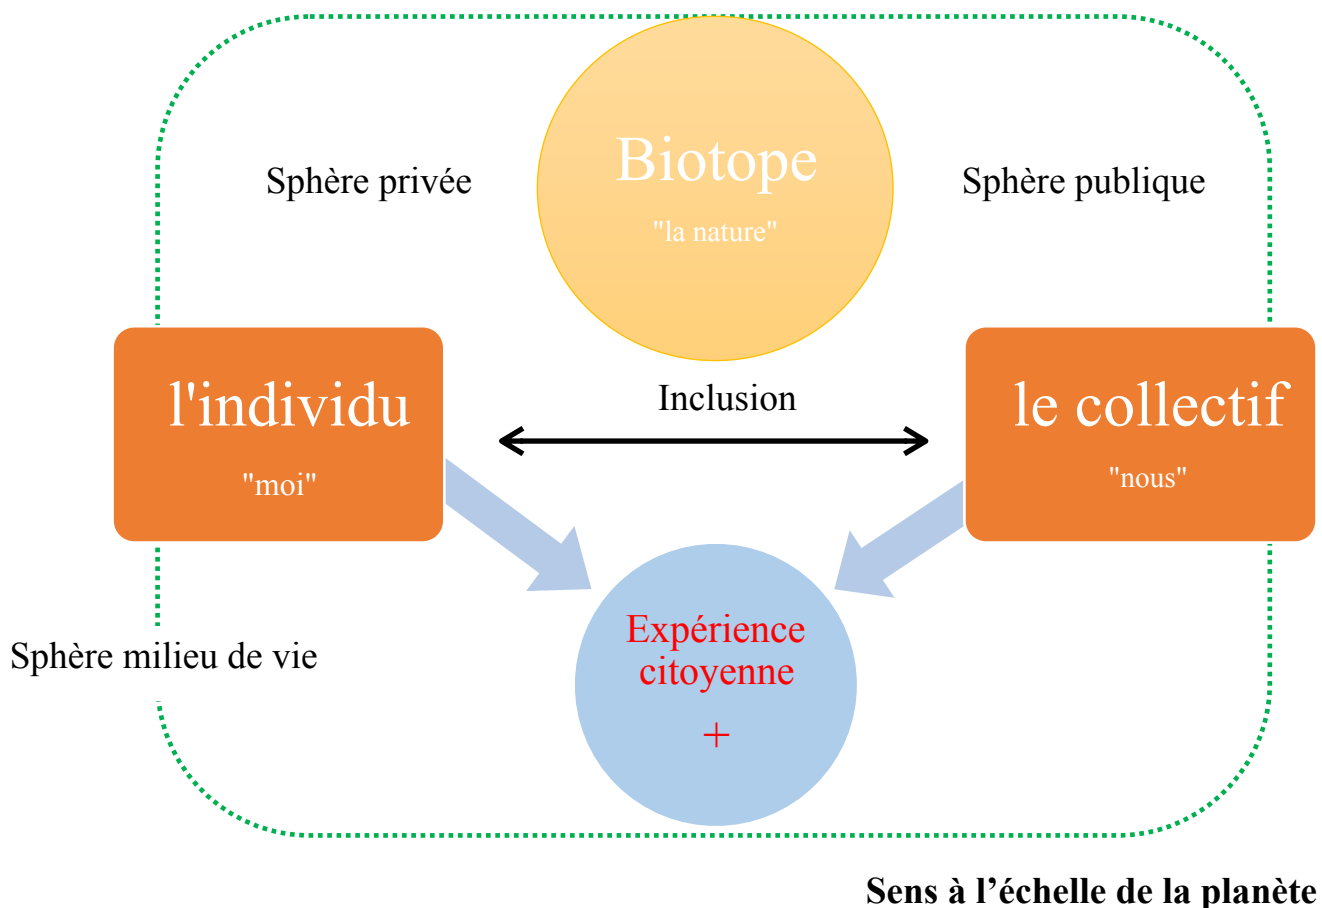 Biotope
"la nature"
Sphère privée
Sphère publique
l'individu
"moi"
Inclusion
le collectif
"nous"
Expérience
citoyenne
+
Sphère milieu de vie
Sens à l’échelle de la planète